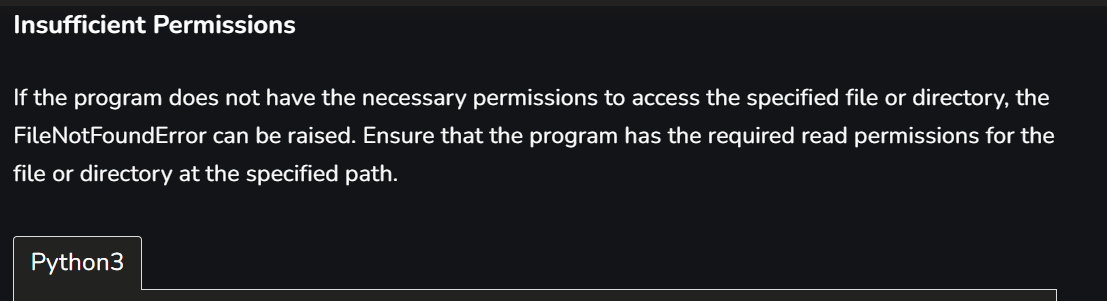 Insufficient Permissions
If the program does not have the necessary permissions to access the specified file or directory, the
FileNotFoundError can be raised. Ensure that the program has the required read permissions for the
file or directory at the specified path.
Python3